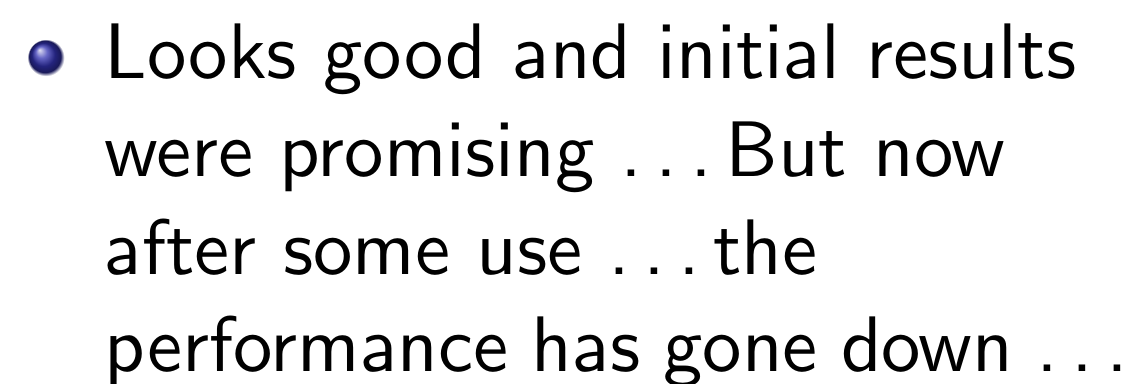 Looks good and initial results
were promising . . . But now
after some use . . . the
performance has gone down . . .